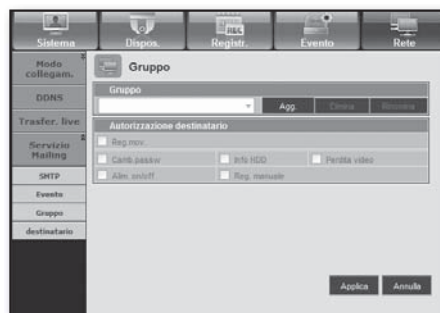 Sistema Dispos. Registr. Evento Rete
REC
Modo collegam.
DDNS
Trasfer. live
Servizio Mailing
SMTP
Evento
Gruppo
destinatario
Gruppo
Gruppo
Agg. Elimina Rinomina
Autorizzazione destinatario
Reg.mov.
Camb.passw Info HDD Perdita video
Alim. on/off Reg. manuale
Applica Annulla